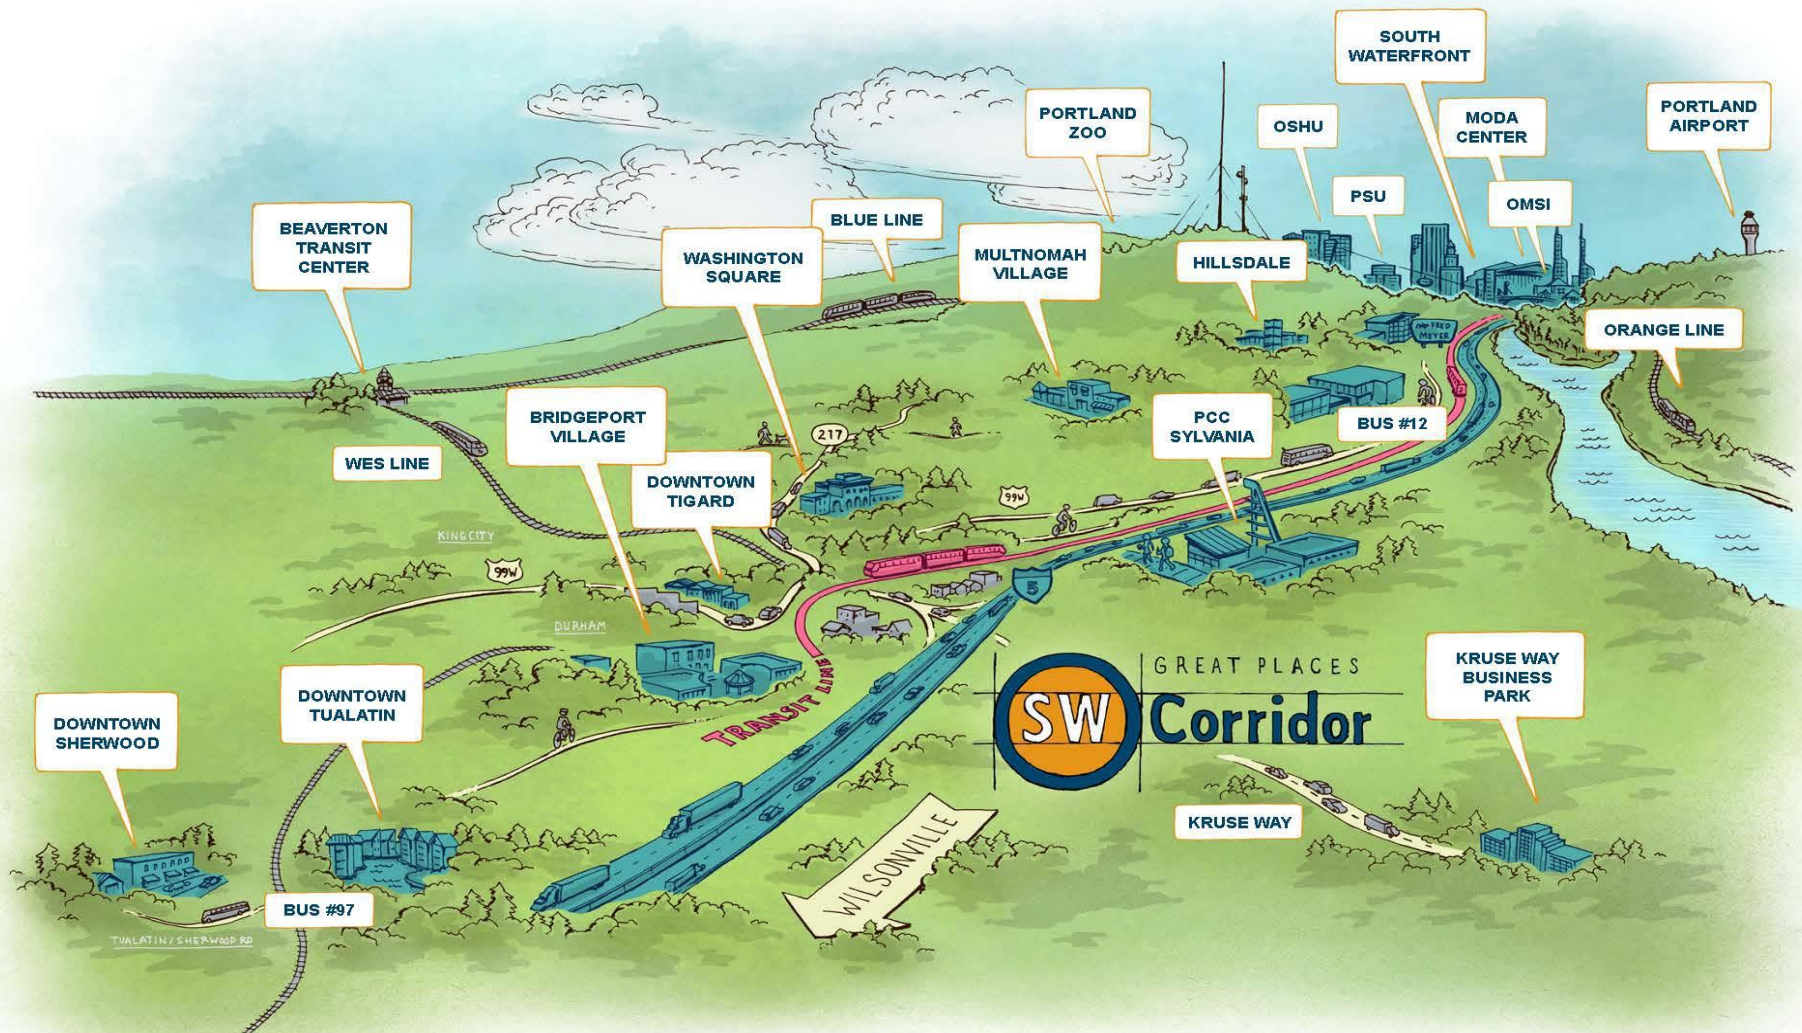 SOUTH
WATERFRONT
PORTLAND
ZOO
OSHU
MODA
CENTER
PORTLAND
AIRPORT
PSU
OMSI
BEAVERTON
TRANSIT
CENTER
BLUE LINE
WASHINGTON
SQUARE
MULTNOMAH
VILLAGE
HILLSDALE
ORANGE LINE
FRED
MEYER
BRIDGEPORT
VILLAGE
PCC
SYLVANIA
BUS #12
217
WES LINE
DOWNTOWN
TIGARD
99W
KING CITY
99W
5
DURHAM
TRANSIT LINE
GREAT PLACES
SW Corridor
KRUSE WAY
BUSINESS
PARK
DOWNTOWN
TUALATIN
DOWNTOWN
SHERWOOD
KRUSE WAY
WILSONVILLE
BUS #97
TUALATIN/SHERWOOD RD